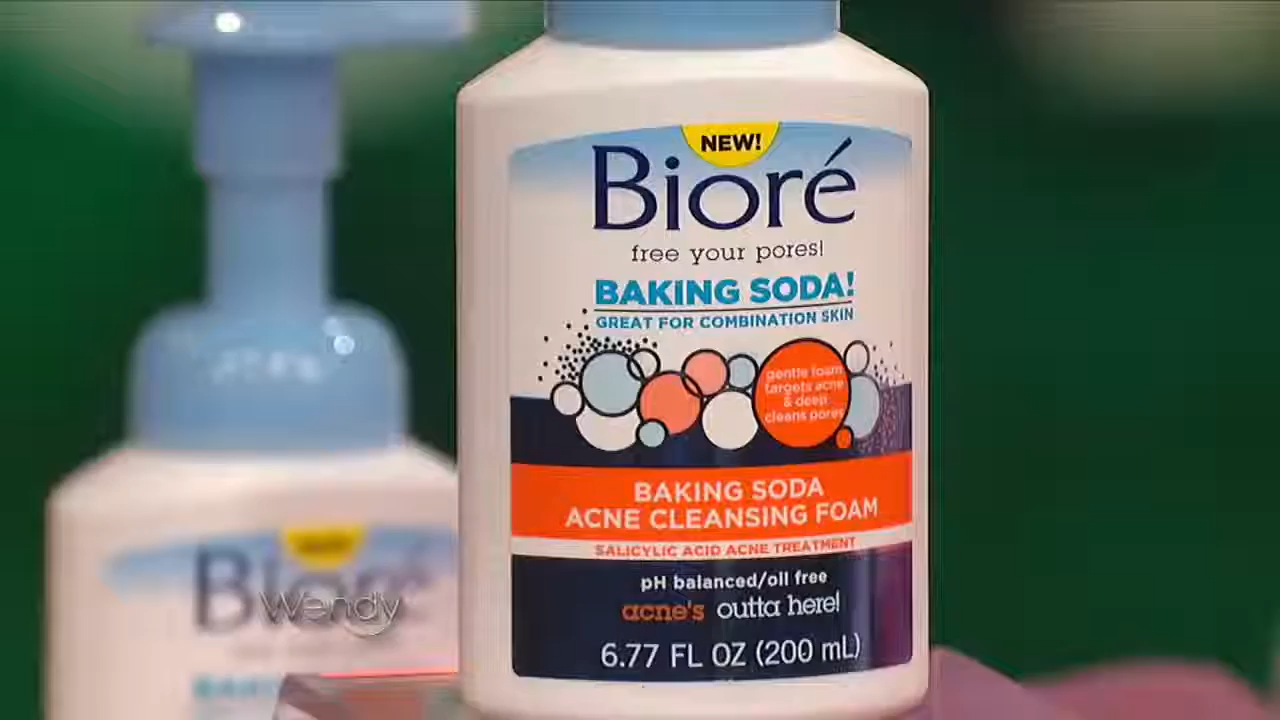 NEW!
Bioré
free your pores!
BAKING SODA!
GREAT FOR COMBINATION SKIN
gentle foam
targets acne
& deep
cleans pores
BAKING SODA
ACNE CLEANSING FOAM
SALICYLIC ACID ACNE TREATMENT
pH balanced/oil free
acne's outta here!
6.77 FL OZ (200 mL)
Bioré
Wendy